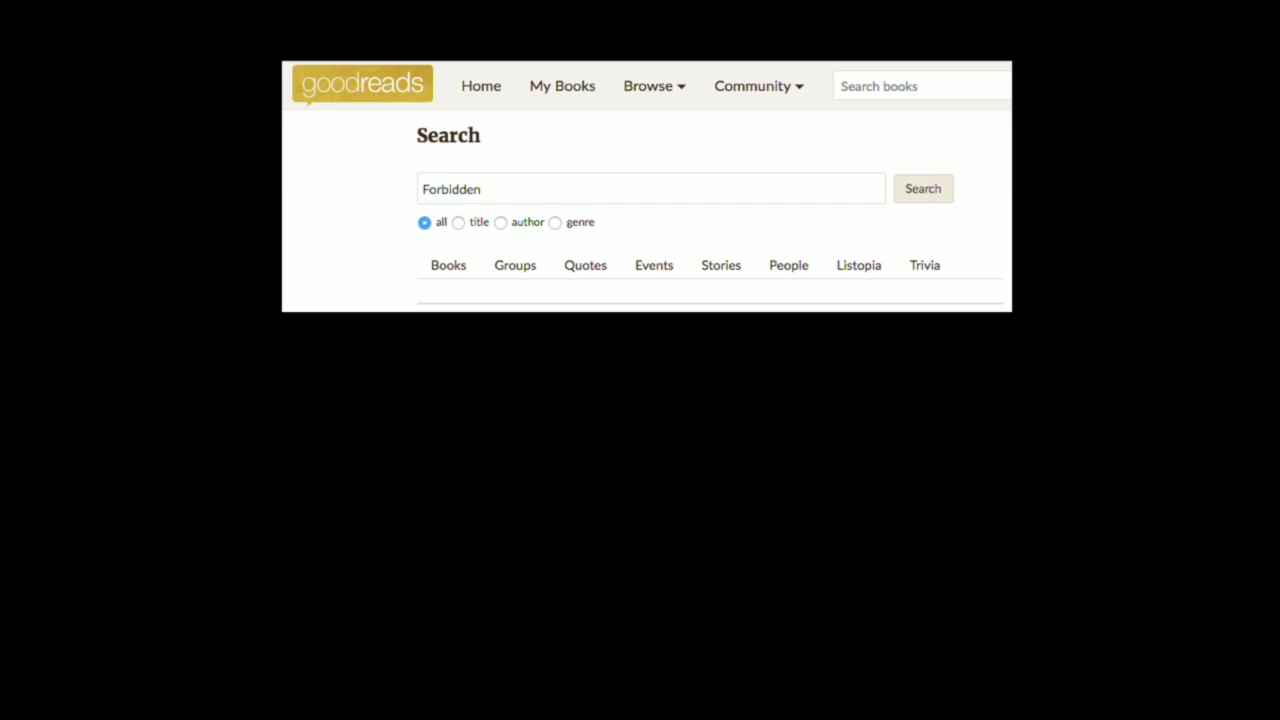 goodreads Home My Books Browse Community Search books
Search
Forbidden Search
all title author genre
Books Groups Quotes Events Stories People Listopia Trivia